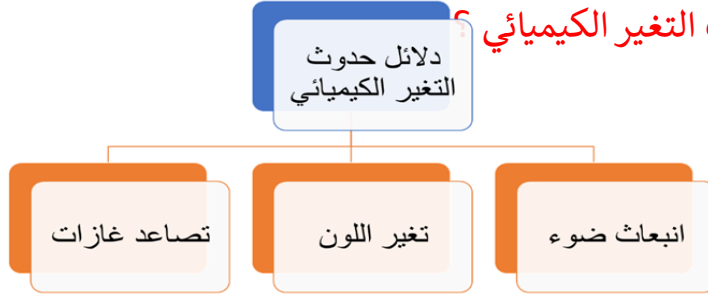 التغير الكيميائي ؟
دلائل حدوث
التغير الكيميائي
انبعاث ضوء
تغير اللون
تصاعد غازات